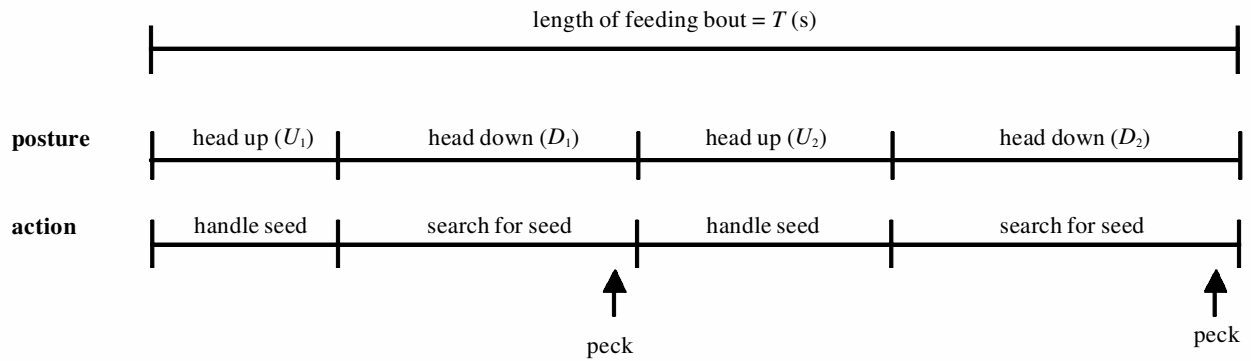 length of feeding bout = T (s)
posture head up (U₁) head down (D₁) head up (U₂) head down (D₂)
action handle seed search for seed handle seed search for seed
peck peck